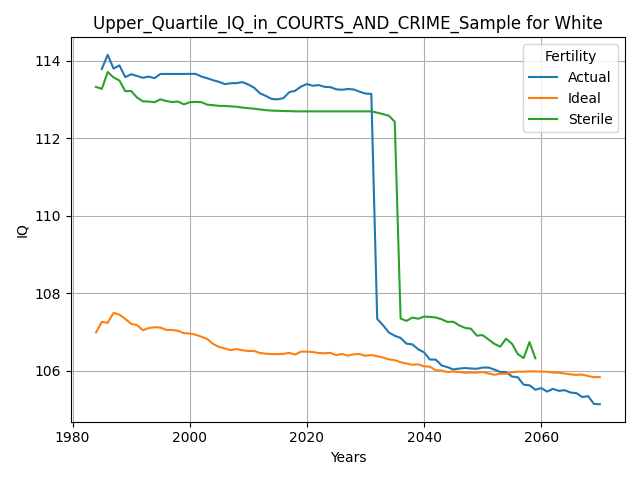 Upper_Quartile_IQ_in_COURTS_AND_CRIME_Sample for White
Fertility
Actual
Ideal
Sterile
114
112
110
108
106
IQ
1980
2000
2020
2040
2060
Years